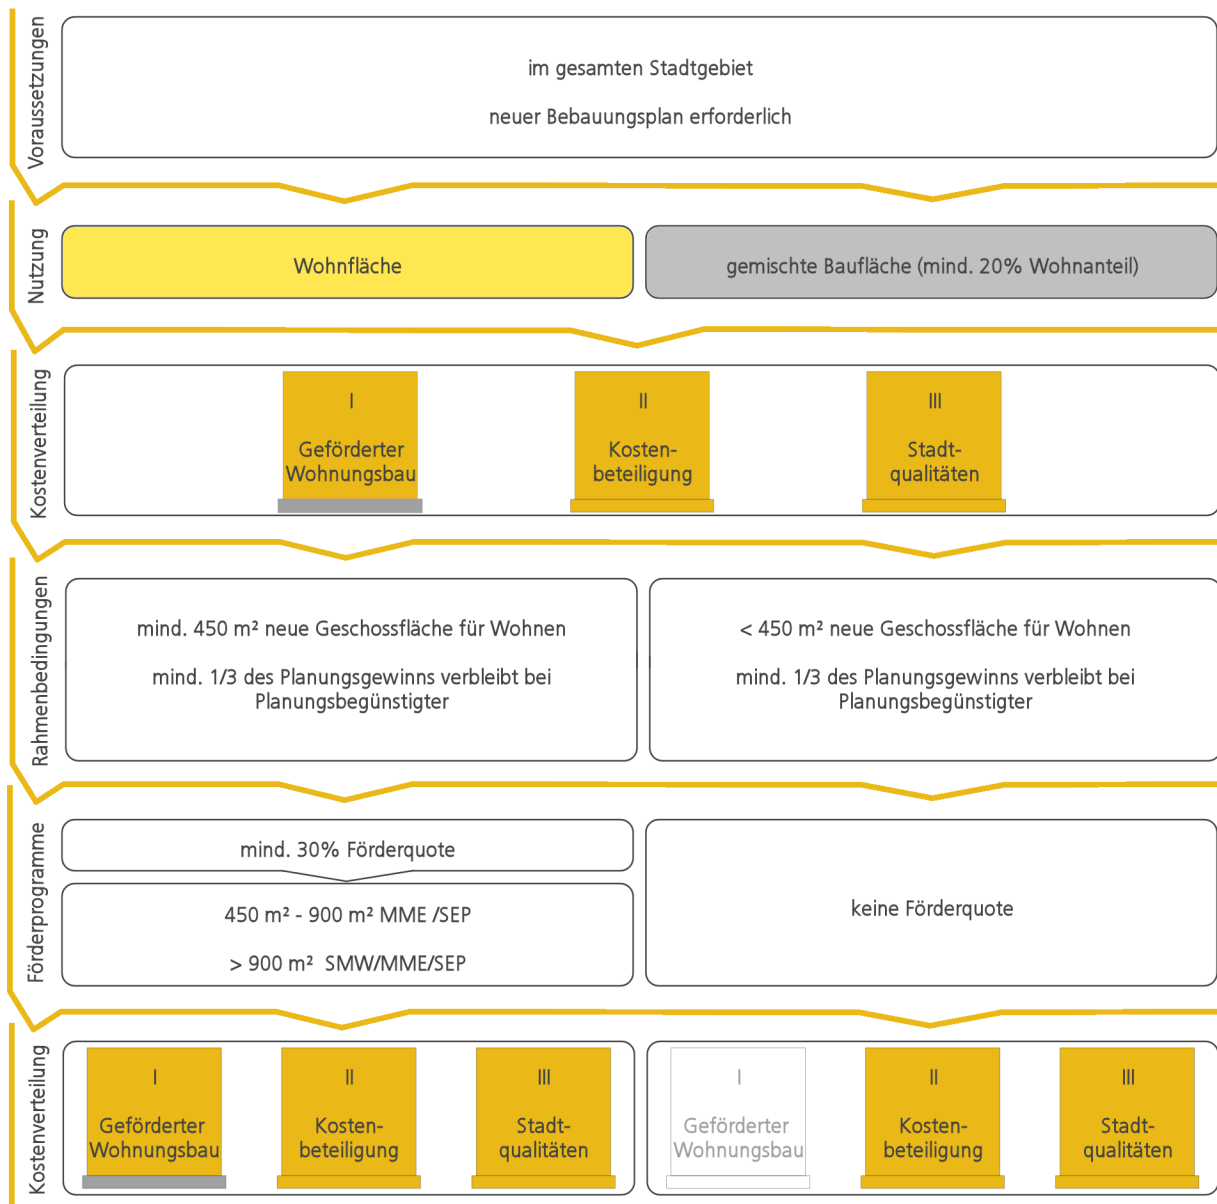 Voraussetzungen
im gesamten Stadtgebiet
neuer Bebauungsplan erforderlich
Nutzung
Wohnfläche
gemischte Baufläche (mind. 20% Wohnanteil)
Kostenverteilung
I
Geförderter
Wohnungsbau
II
Kosten-
beteiligung
III
Stadt-
qualitäten
Rahmenbedingungen
mind. 450 m² neue Geschossfläche für Wohnen
mind. 1/3 des Planungsgewinns verbleibt bei
Planungsbegünstigter
< 450 m² neue Geschossfläche für Wohnen
mind. 1/3 des Planungsgewinns verbleibt bei
Planungsbegünstigter
Förderprogramme
mind. 30% Förderquote
450 m² - 900 m² MME /SEP
> 900 m²  SMW/MME/SEP
keine Förderquote
Kostenverteilung
I
Geförderter
Wohnungsbau
II
Kosten-
beteiligung
III
Stadt-
qualitäten
I
Geförderter
Wohnungsbau
II
Kosten-
beteiligung
III
Stadt-
qualitäten